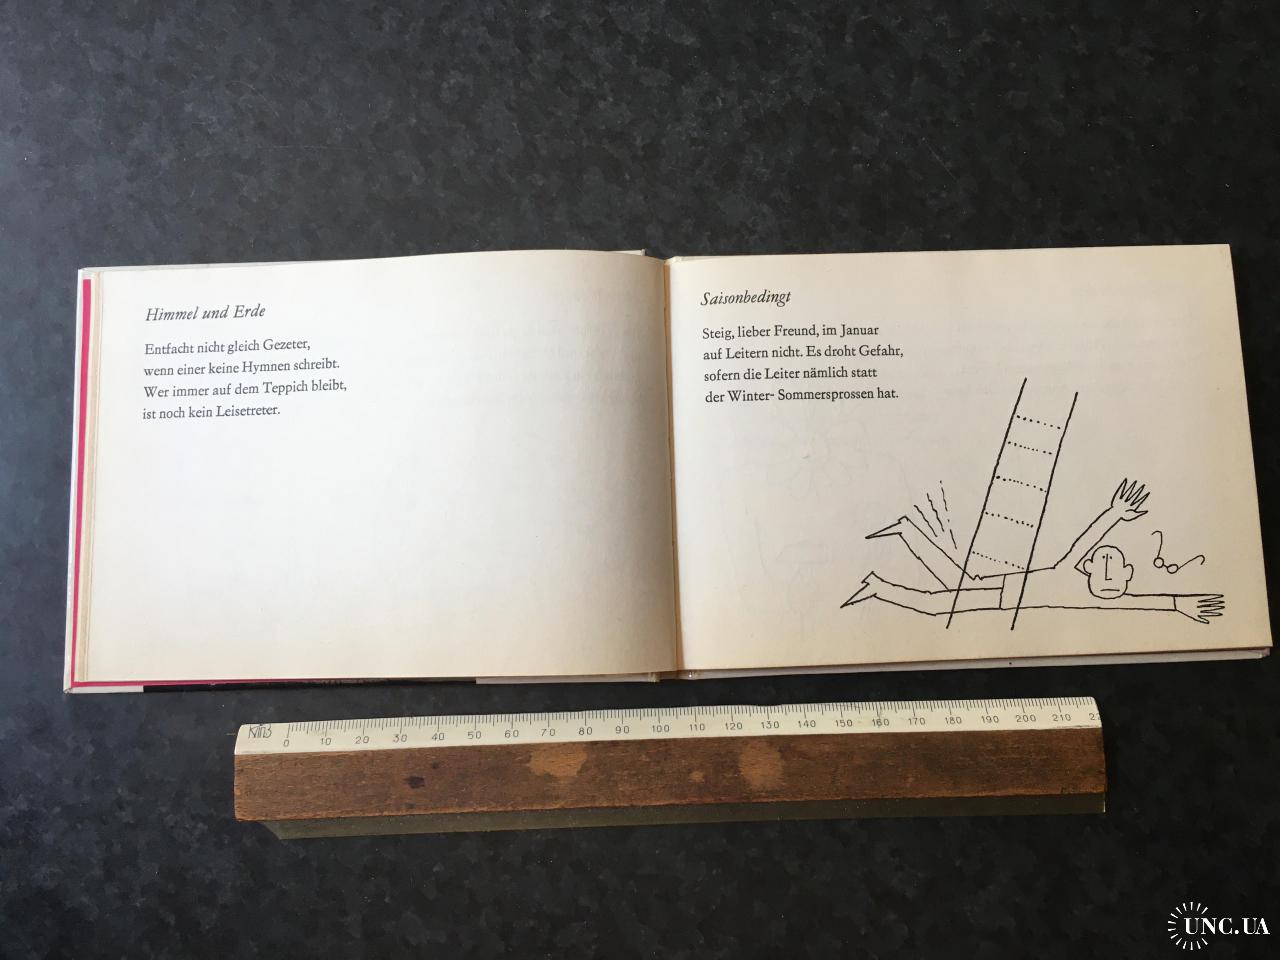 Himmel und Erde
Entfacht nicht gleich Gezeter,
wenn einer keine Hymnen schreibt.
Wer immer auf dem Teppich bleibt,
ist noch kein Leisetreter.
Saisonbedingt
Steig, lieber Freund, im Januar
auf Leitern nicht. Es droht Gefahr,
sofern die Leiter nämlich statt
der Winter- Sommersprossen hat.
0 10 20 30 40 50 60 70 80 90 100 110 120 130 140 150 160 170 180 190 200 210
UNC.UA